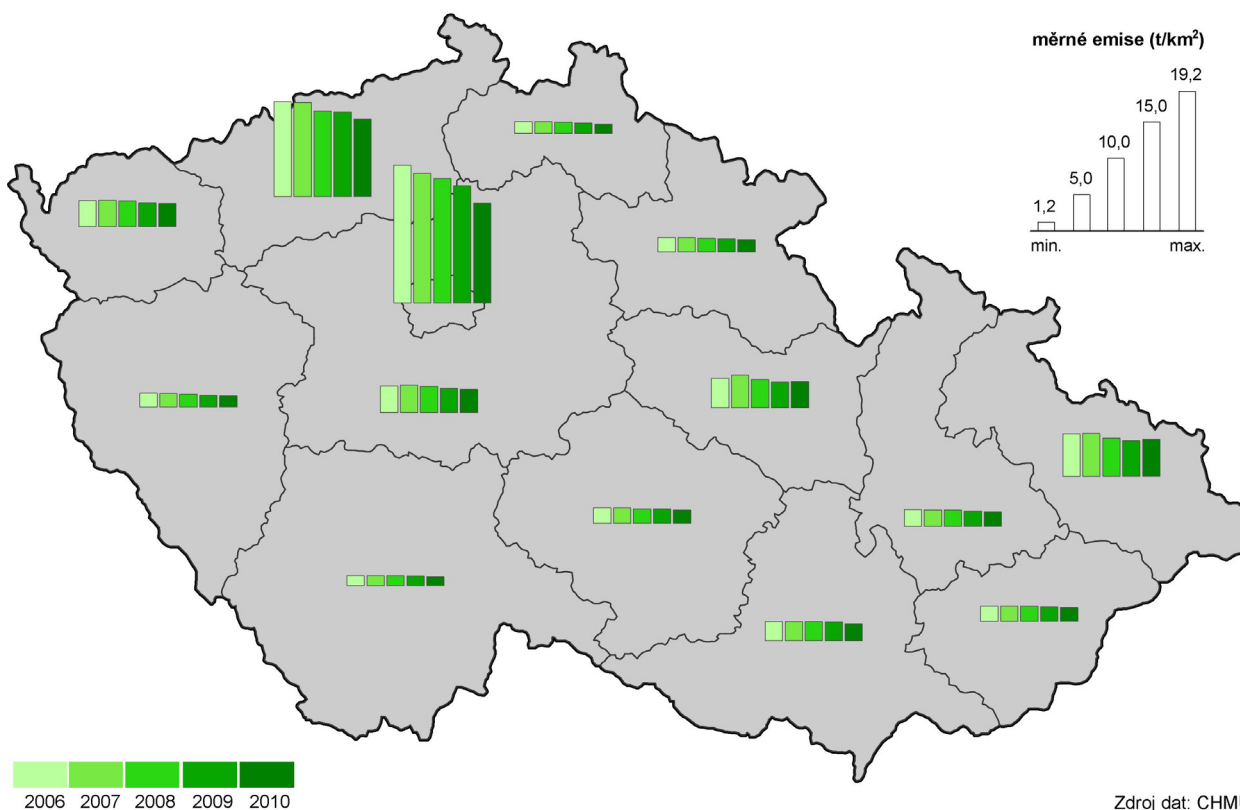 měrné emise (t/km²)
19,2
15,0
10,0
5,0
1,2
min. max.
2006 2007 2008 2009 2010
Zdroj dat: